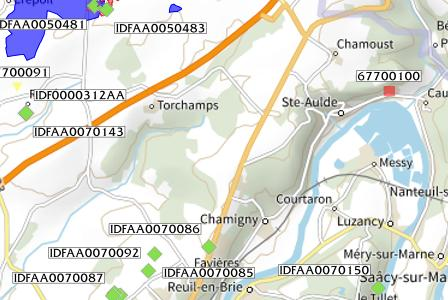 Crépoil
IDFAA0050481
IDFAA0050483
Chamoust
700091
67700100
IDF0000312AA
Torchamps
Ste-Aulde
IDFAA0070143
Messy
Nanteuil-s
Courtaron
Chamigny
Luzancy
IDFAA0070086
IDFAA0070092
Méry-sur-Marne
Favières
IDFAA0070085
IDFAA0070150
Saâcy-sur-Ma
IDFAA0070087
Reuil-en-Brie
le Tillet